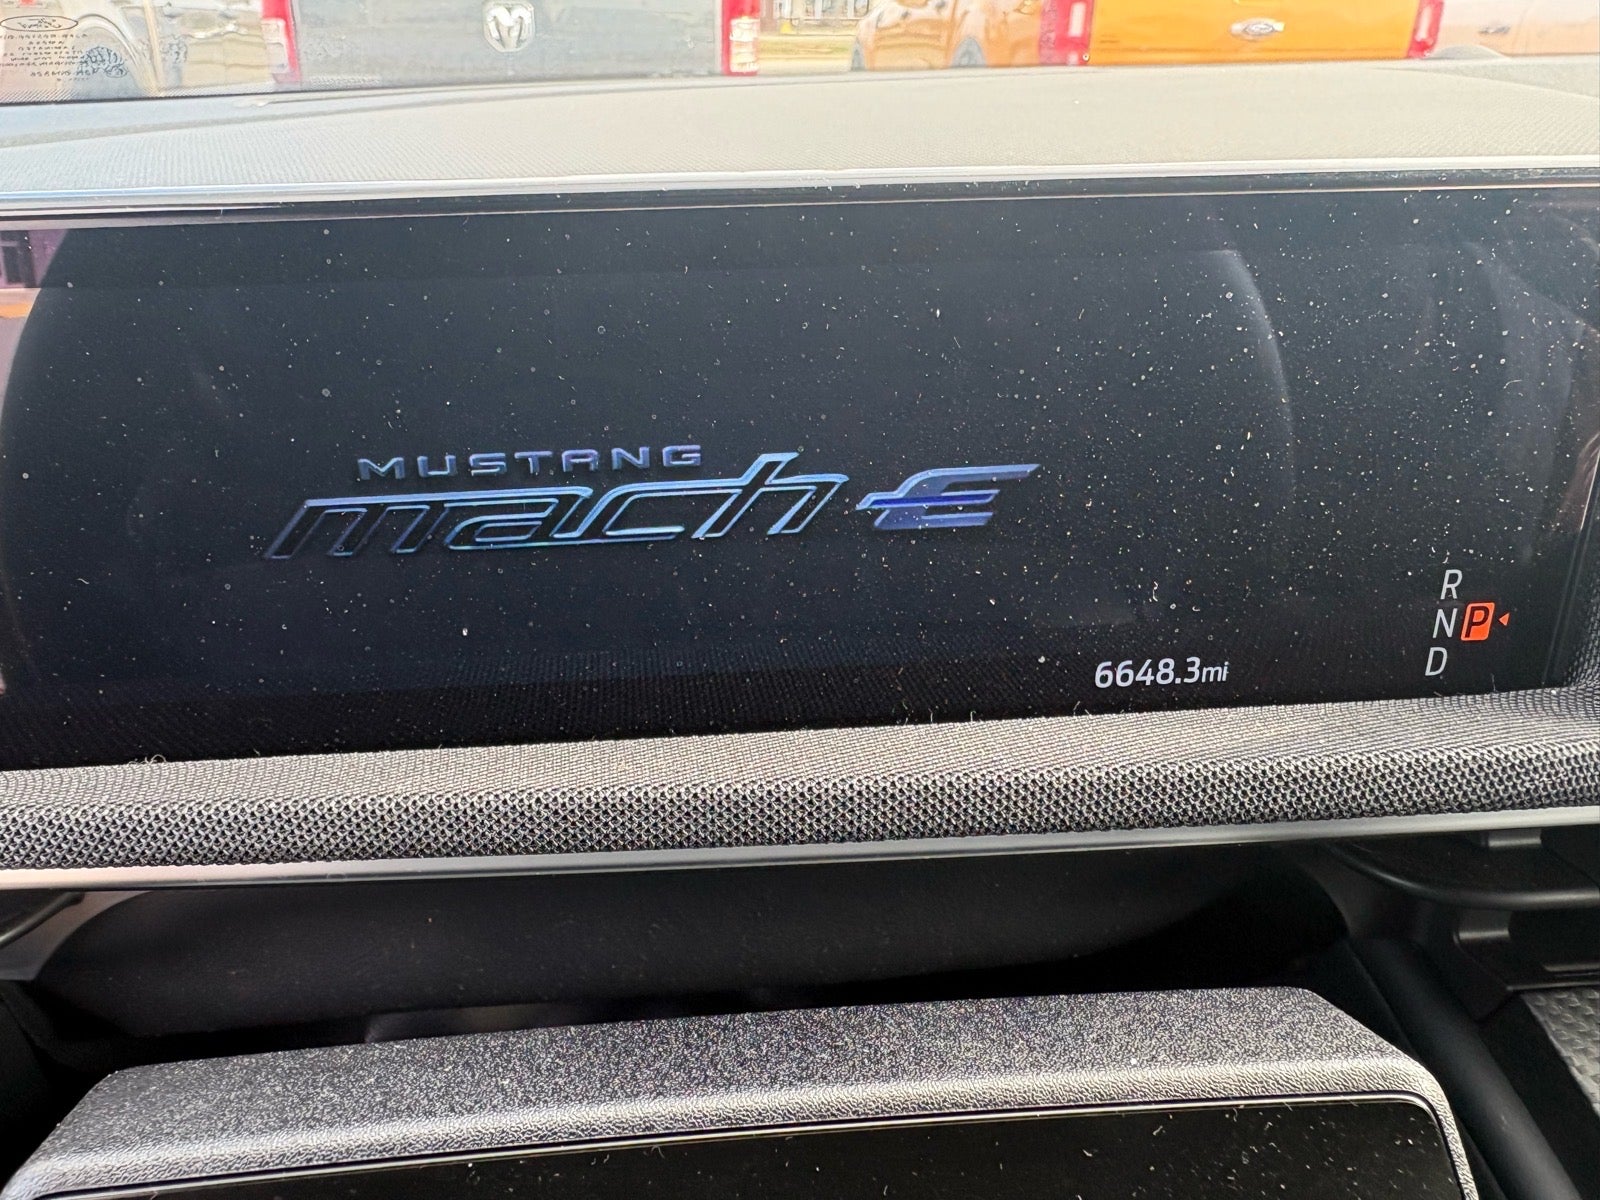 MUSTANG
mach-E
R
N P
D
6648.3mi